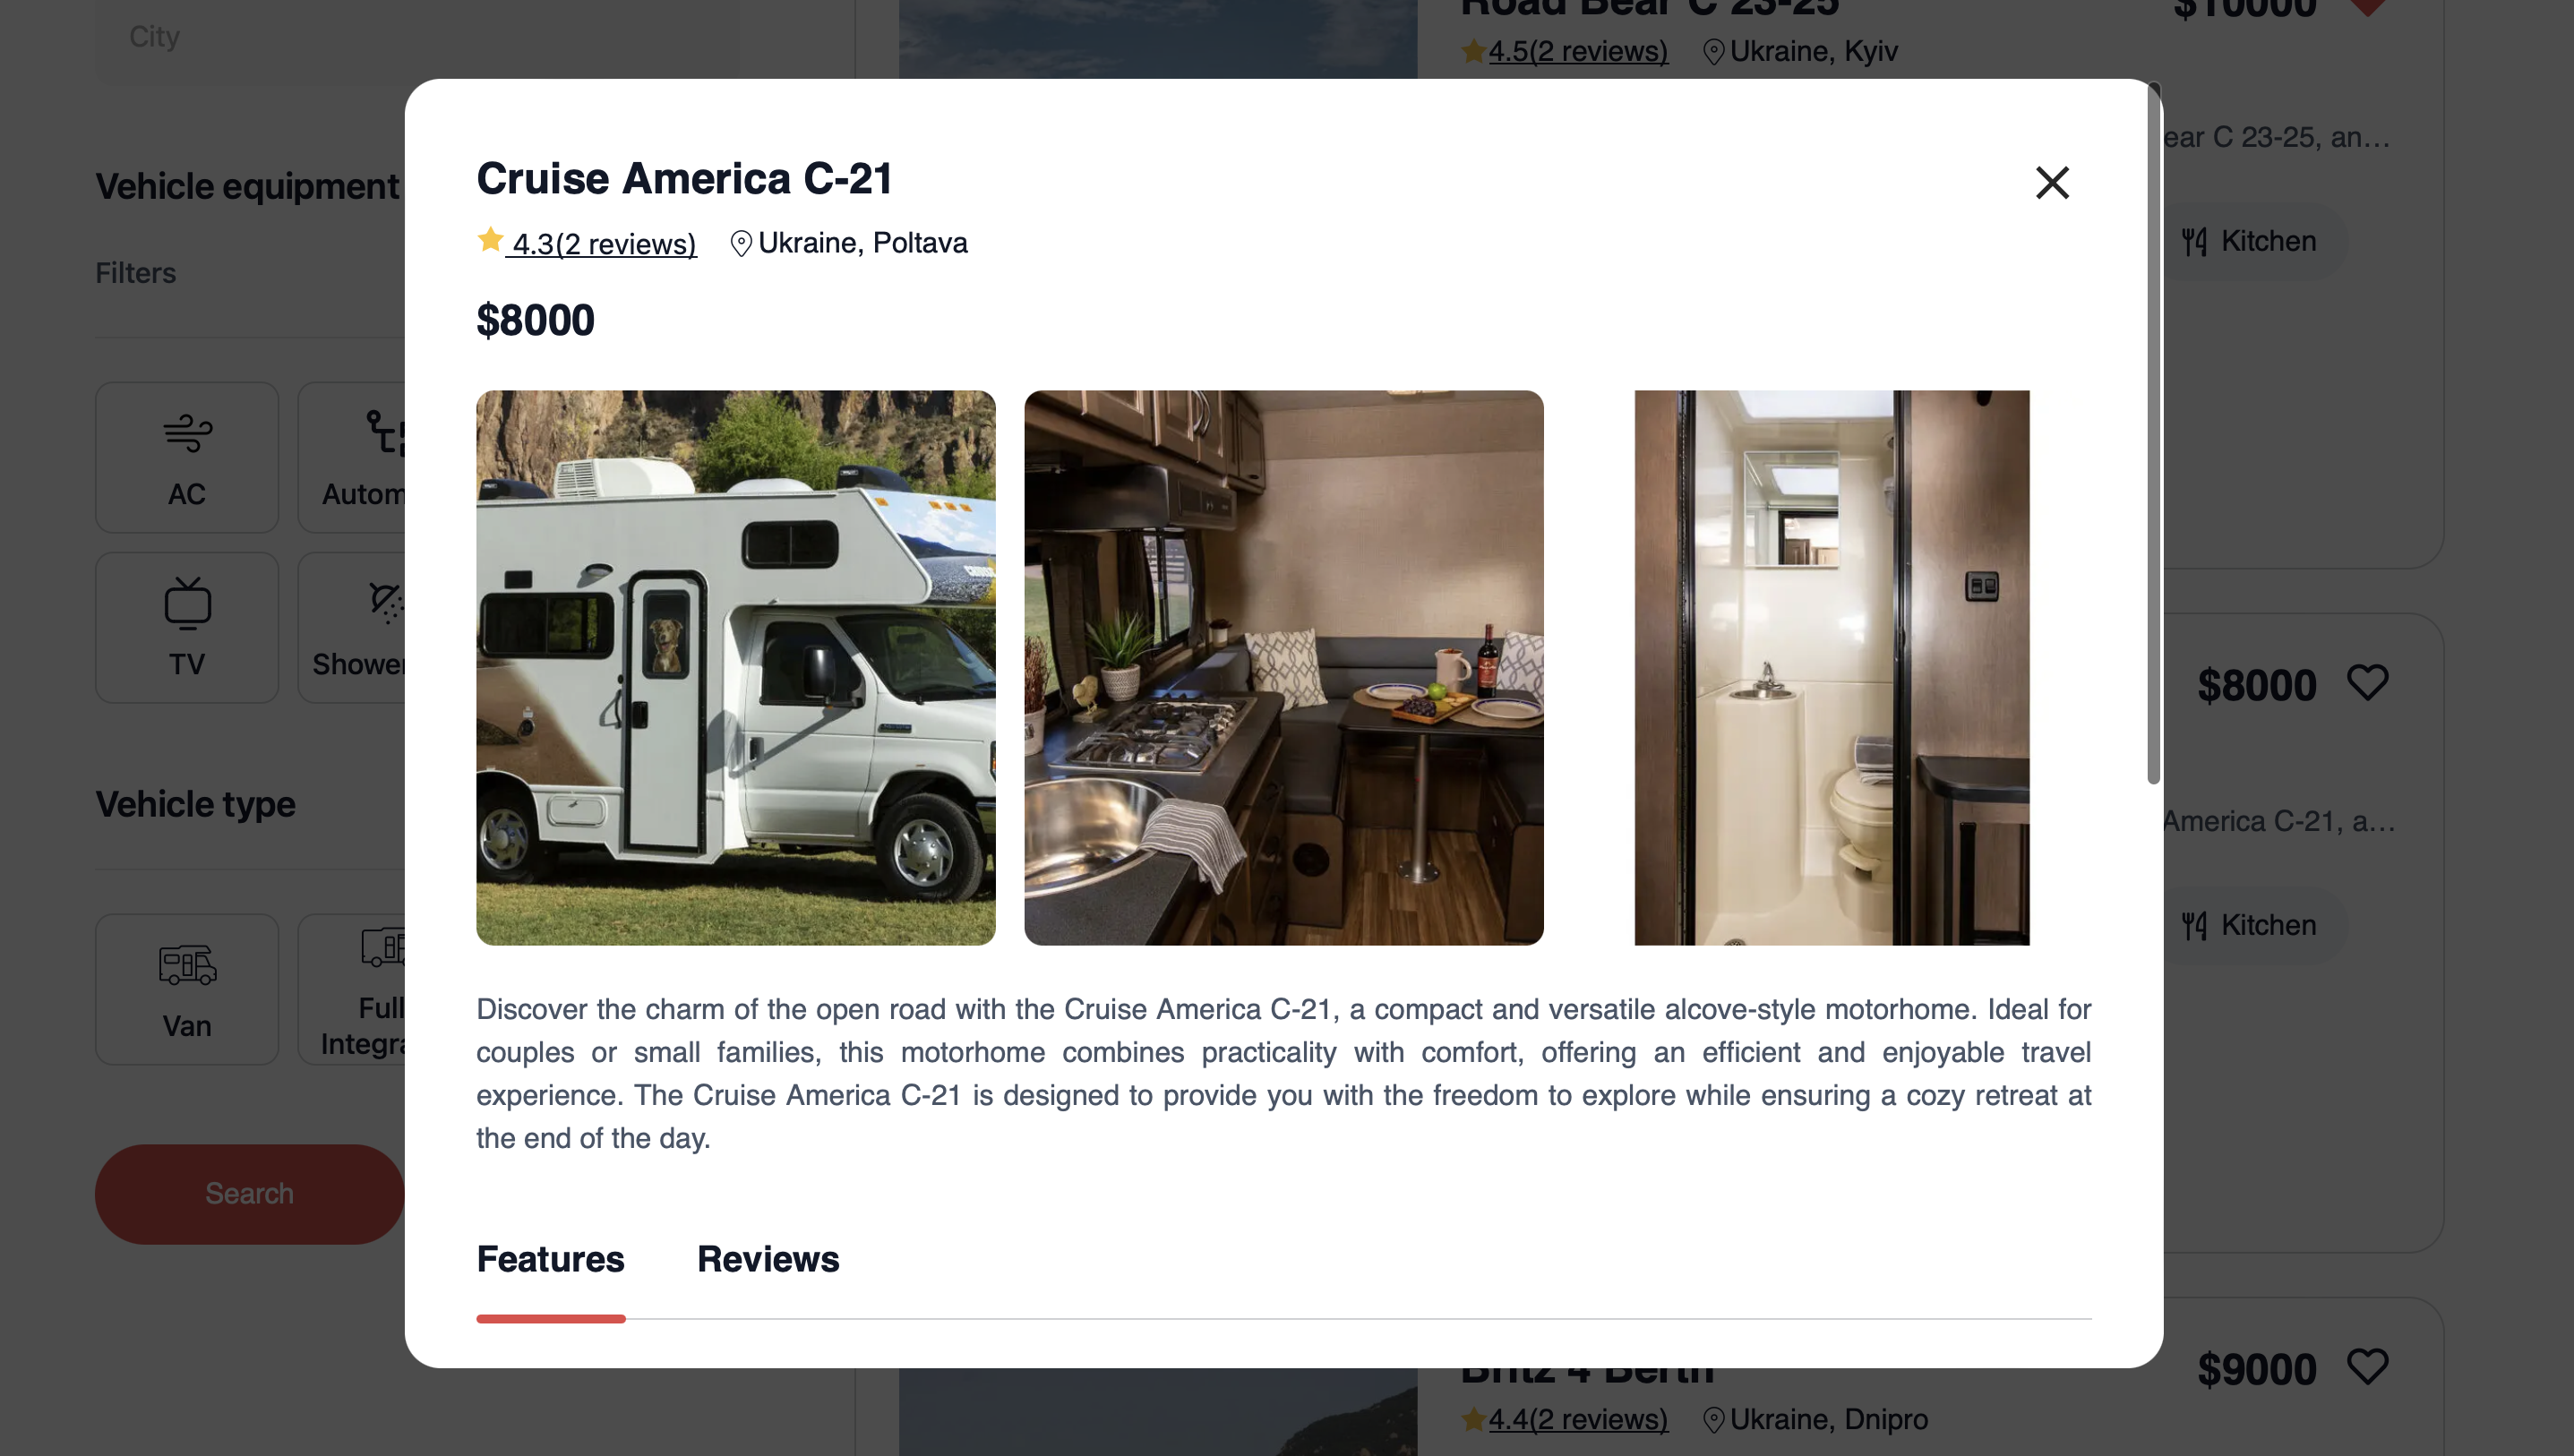 City
Vehicle equipment
Filters
AC
Autom
TV
Shower
Vehicle type
Van
Full
Integra
Search
Road Bear C 23-25
$10000
4.5(2 reviews)
Ukraine, Kyiv
ear C 23-25, an...
Kitchen
Cruise America C-21
4.3(2 reviews)
Ukraine, Poltava
$8000
Discover the charm of the open road with the Cruise America C-21, a compact and versatile alcove-style motorhome. Ideal for
couples or small families, this motorhome combines practicality with comfort, offering an efficient and enjoyable travel
experience. The Cruise America C-21 is designed to provide you with the freedom to explore while ensuring a cozy retreat at
the end of the day.
Features
Reviews
$8000
America C-21, a...
Kitchen
Britz 4 Berth
$9000
4.4(2 reviews)
Ukraine, Dnipro